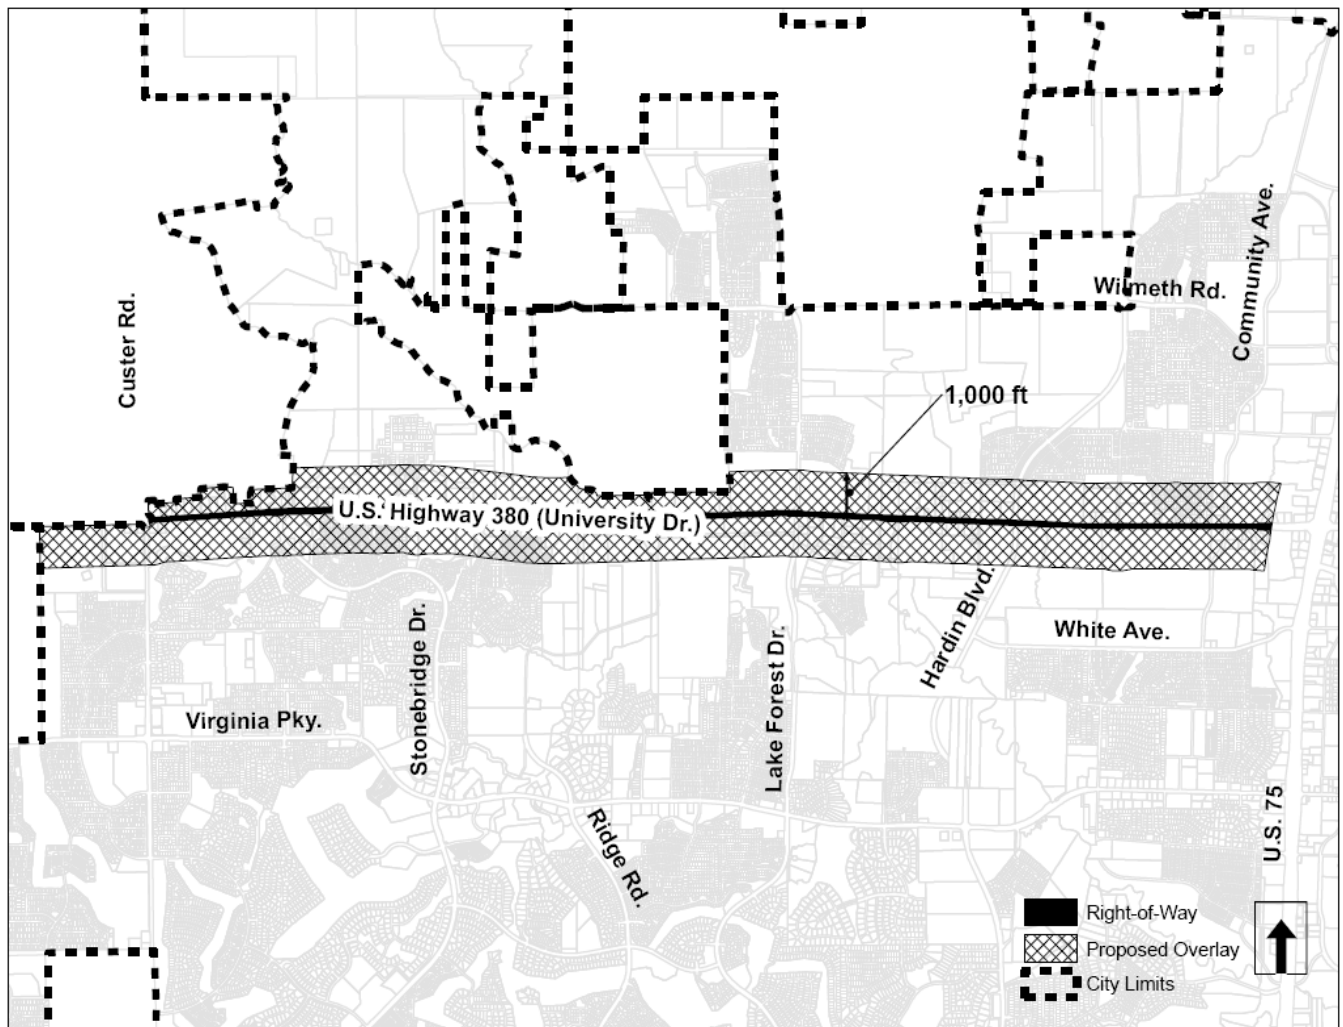 Community Ave.
Wilmeth Rd.
Custer Rd.
1,000 ft
U.S. Highway 380 (University Dr.)
Hardin Blvd.
White Ave.
Stonebridge Dr.
Lake Forest Dr.
Virginia Pky.
Ridge Rd.
U.S. 75
Right-of-Way
Proposed Overlay
City Limits